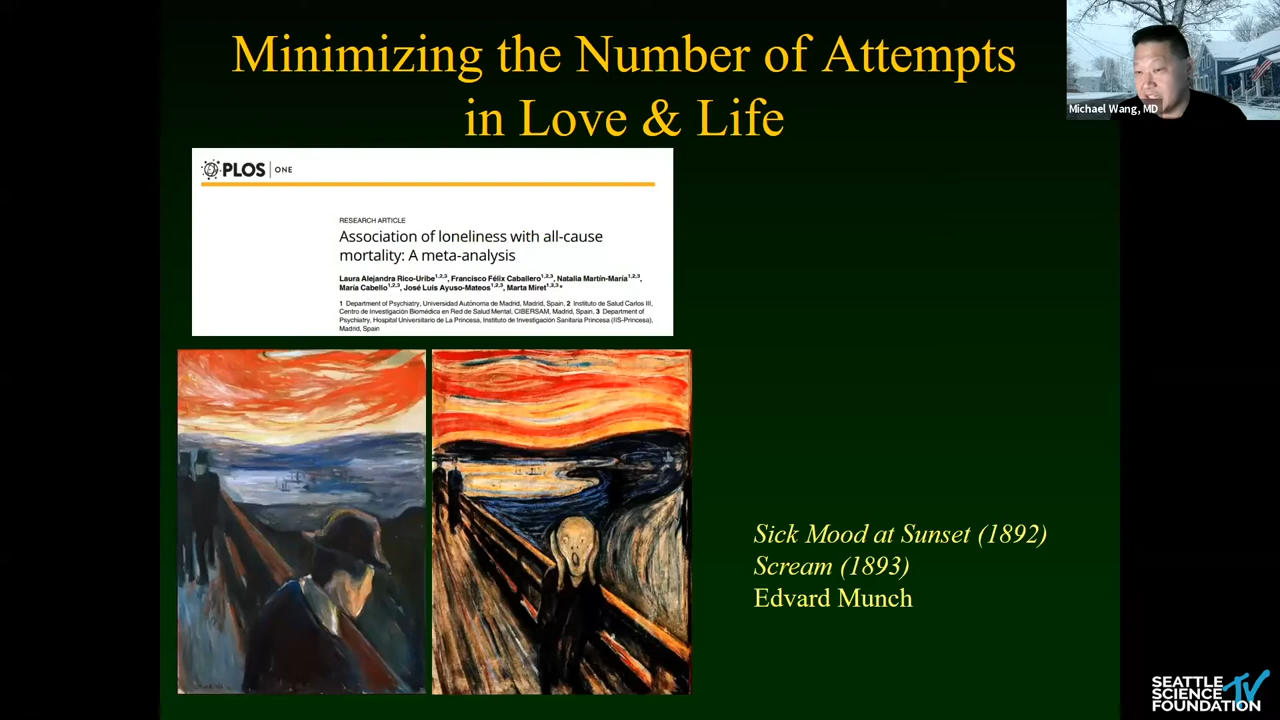 Minimizing the Number of Attempts
in Love & Life
Michael Wang, MD
PLOS | ONE
RESEARCH ARTICLE
Association of loneliness with all-cause
mortality: A meta-analysis
Laura Alejandra Rico-Uribe1,2,3, Francisco Félix Caballero1,2,3, Natalia Martín-María1,2,3,
María Cabello1,2,3, José Luis Ayuso-Mateos1,2,3, Marta Miret1,2,3*
1 Department of Psychiatry, Universidad Autónoma de Madrid, Madrid, Spain, 2 Instituto de Salud Carlos III,
Centro de Investigación Biomédica en Red de Salud Mental, CIBERSAM, Madrid, Spain, 3 Department of
Psychiatry, Hospital Universitario de La Princesa, Instituto de Investigación Sanitaria Princesa (IIS-Princesa),
Madrid, Spain
Sick Mood at Sunset (1892)
Scream (1893)
Edvard Munch
SEATTLE
SCIENCE
FOUNDATION
TV